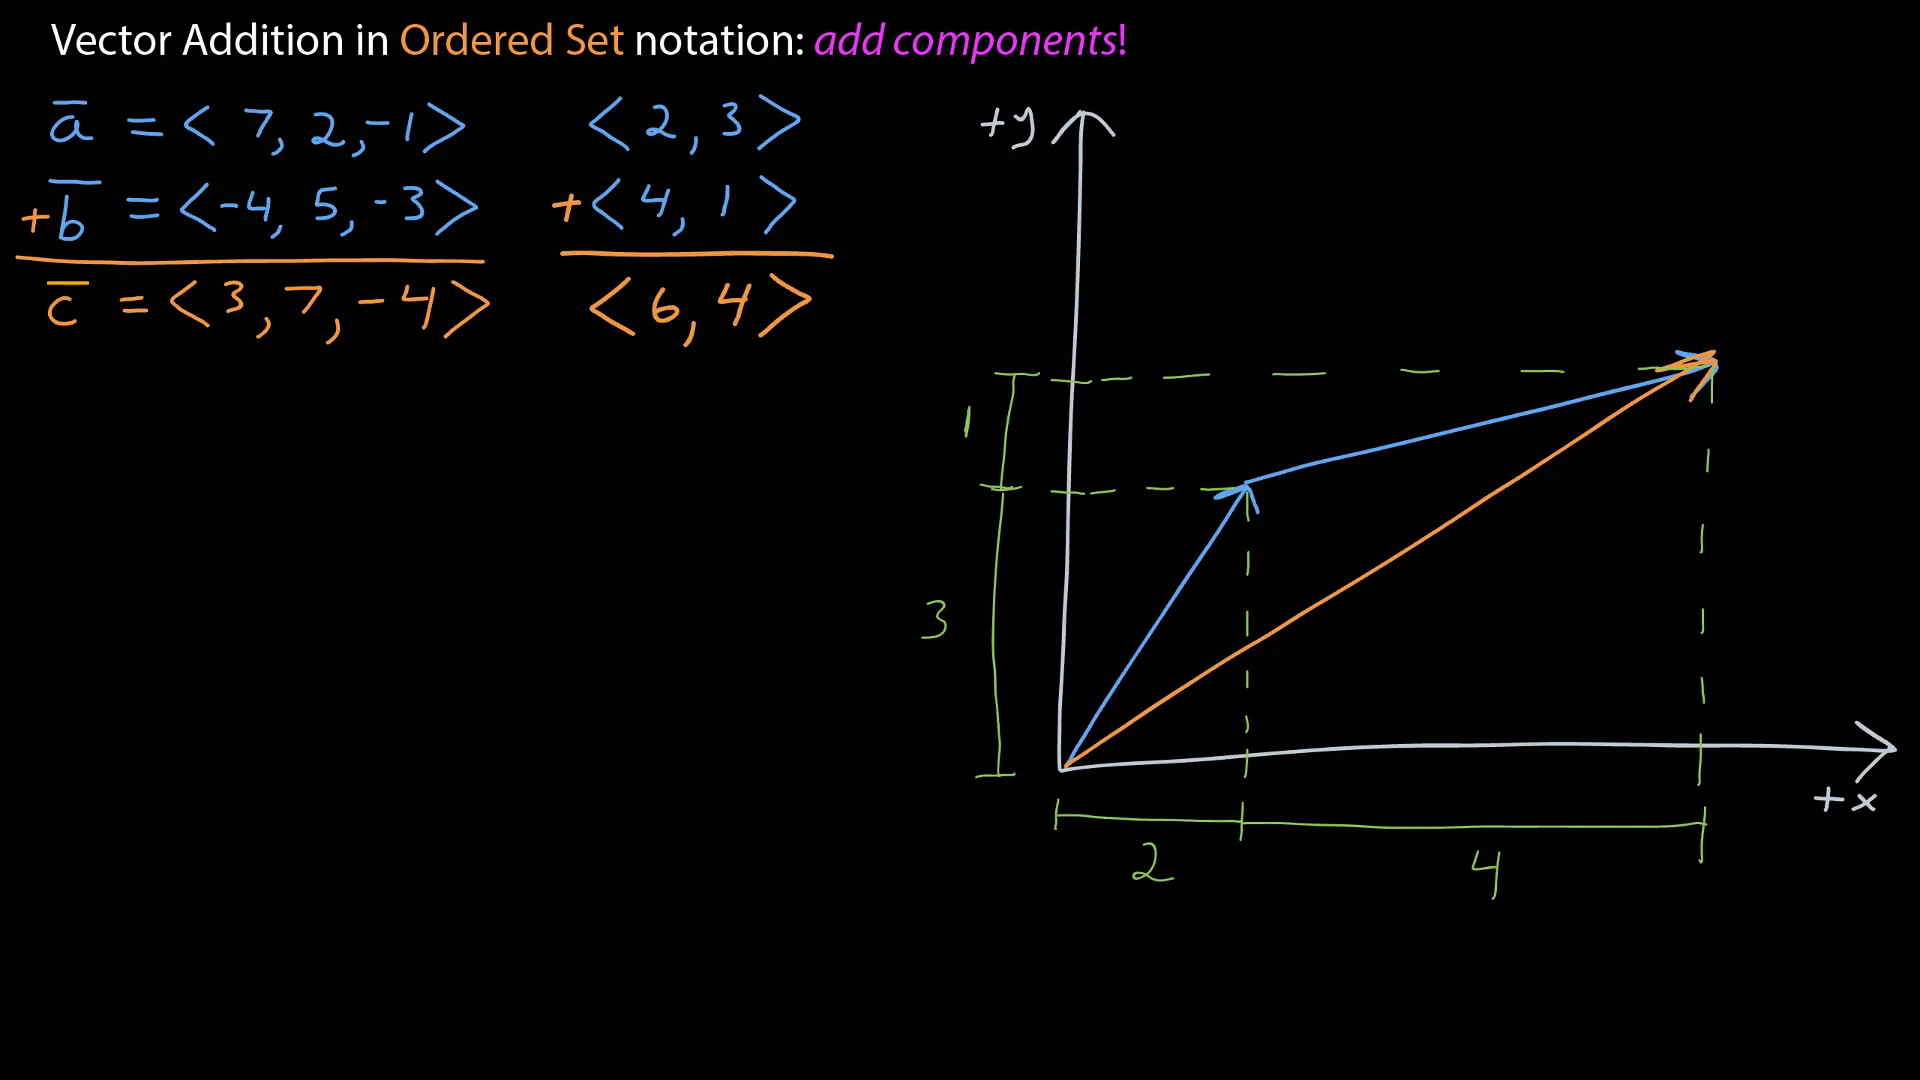 Vector Addition in Ordered Set notation: add components!
a̅ = < 7, 2, -1 >
+ b̅ = < -4, 5, -3 >
c̅ = < 3, 7, -4 >
< 2, 3 >
+ < 4, 1 >
< 6, 4 >
+y
1
3
+x
2
4